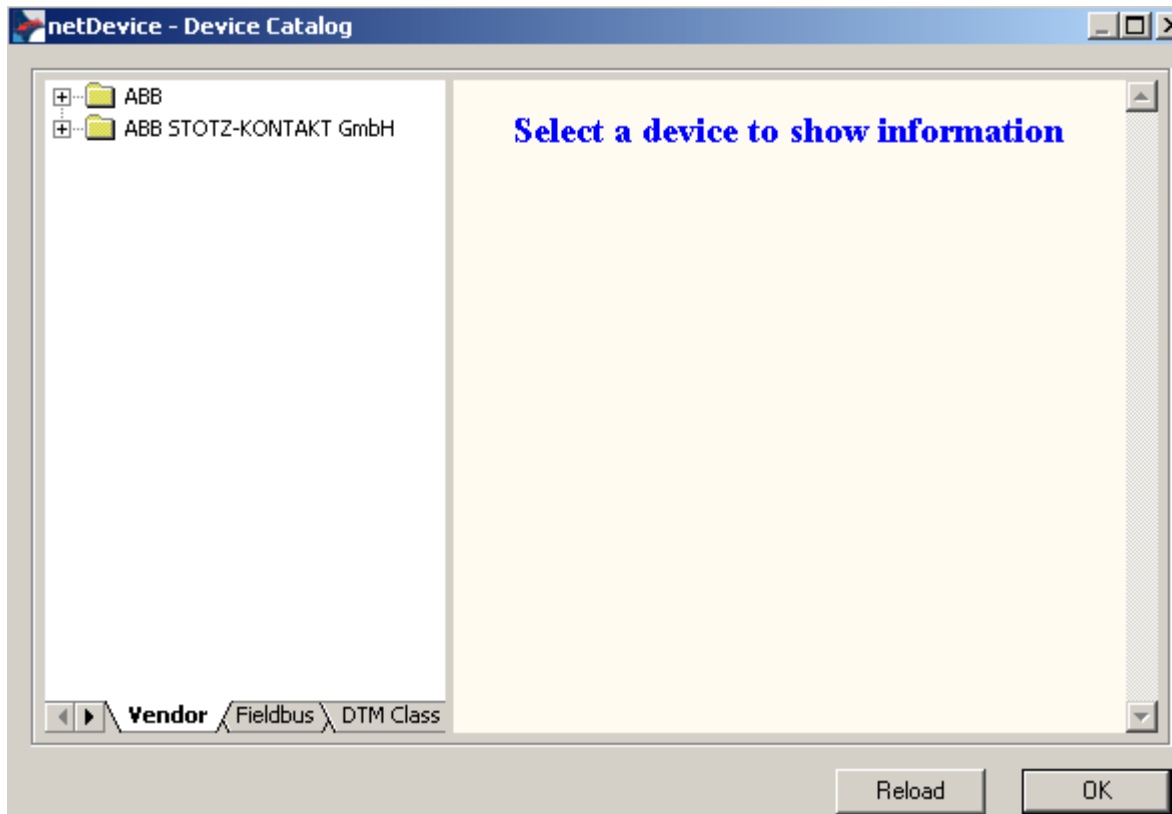 netDevice - Device Catalog
ABB
ABB STOTZ-KONTAKT GmbH
Select a device to show information
Vendor Fieldbus DTM Class
Reload OK